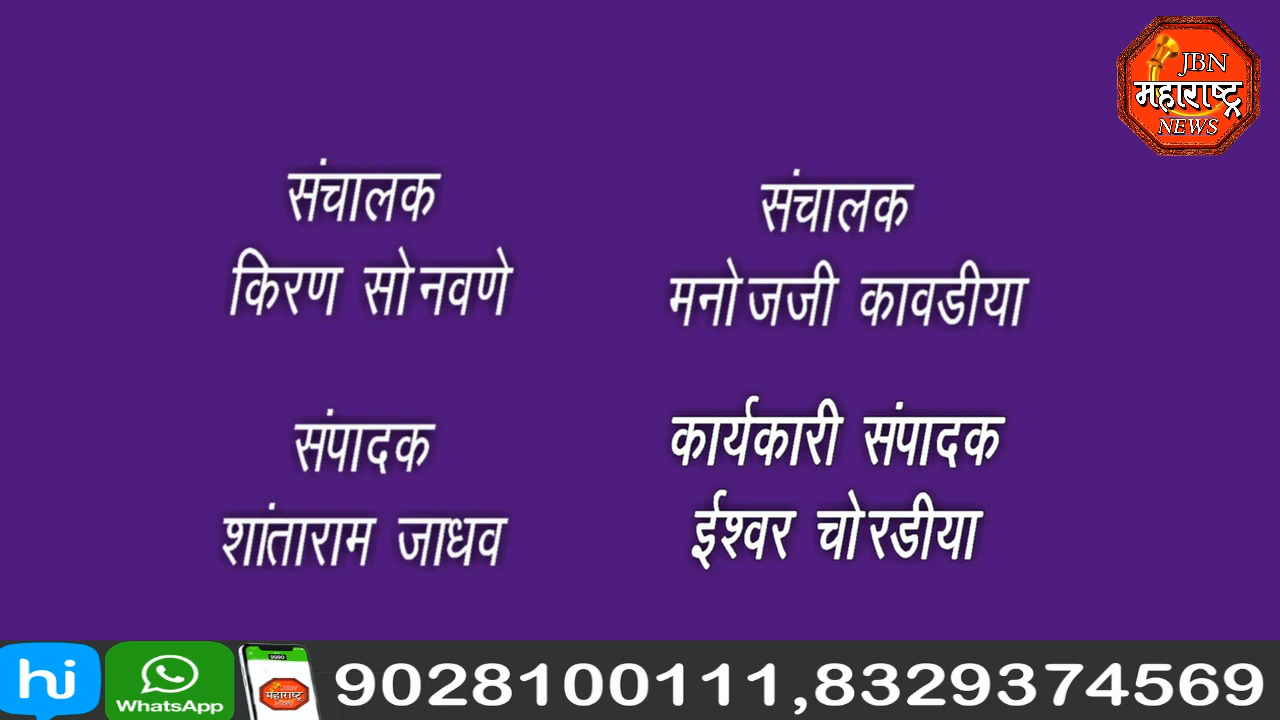 JBN
महाराष्ट्र
NEWS
संचालक
किरण सोनवणे
संचालक
मनोजजी कावडीया
संपादक
शांताराम जाधव
कार्यकारी संपादक
ईश्वर चोरडीया
hi
WhatsApp
महाराष्ट्र
9028100111,8329374569